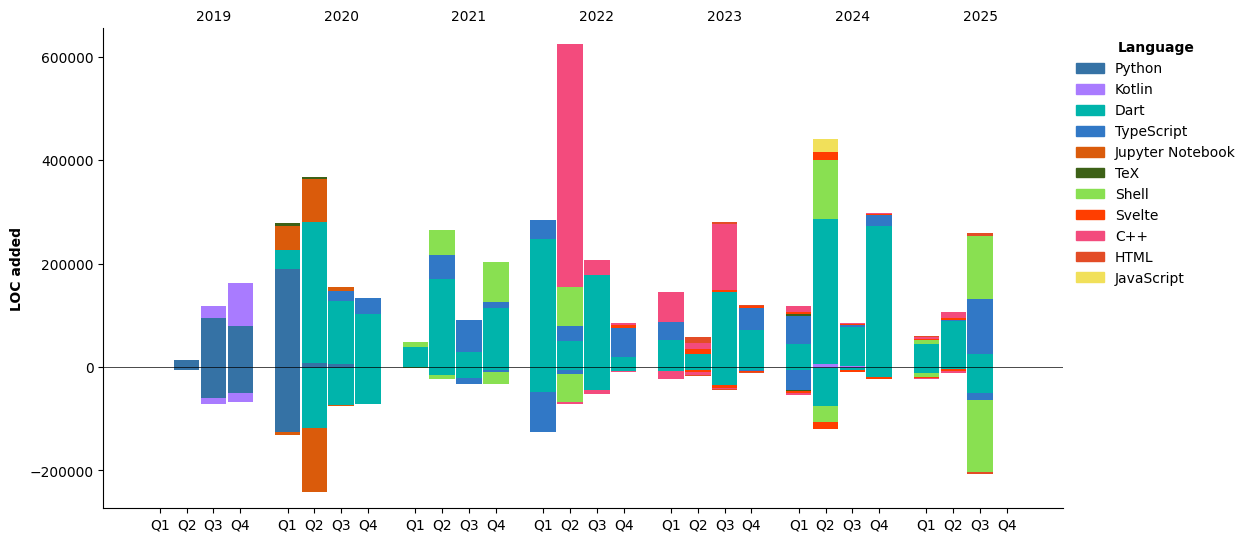 2019 2020 2021 2022 2023 2024 2025
LOC added
600000
400000
200000
0
−200000
Q1 Q2 Q3 Q4 Q1 Q2 Q3 Q4 Q1 Q2 Q3 Q4 Q1 Q2 Q3 Q4 Q1 Q2 Q3 Q4 Q1 Q2 Q3 Q4 Q1 Q2 Q3 Q4
Language
Python
Kotlin
Dart
TypeScript
Jupyter Notebook
TeX
Shell
Svelte
C++
HTML
JavaScript